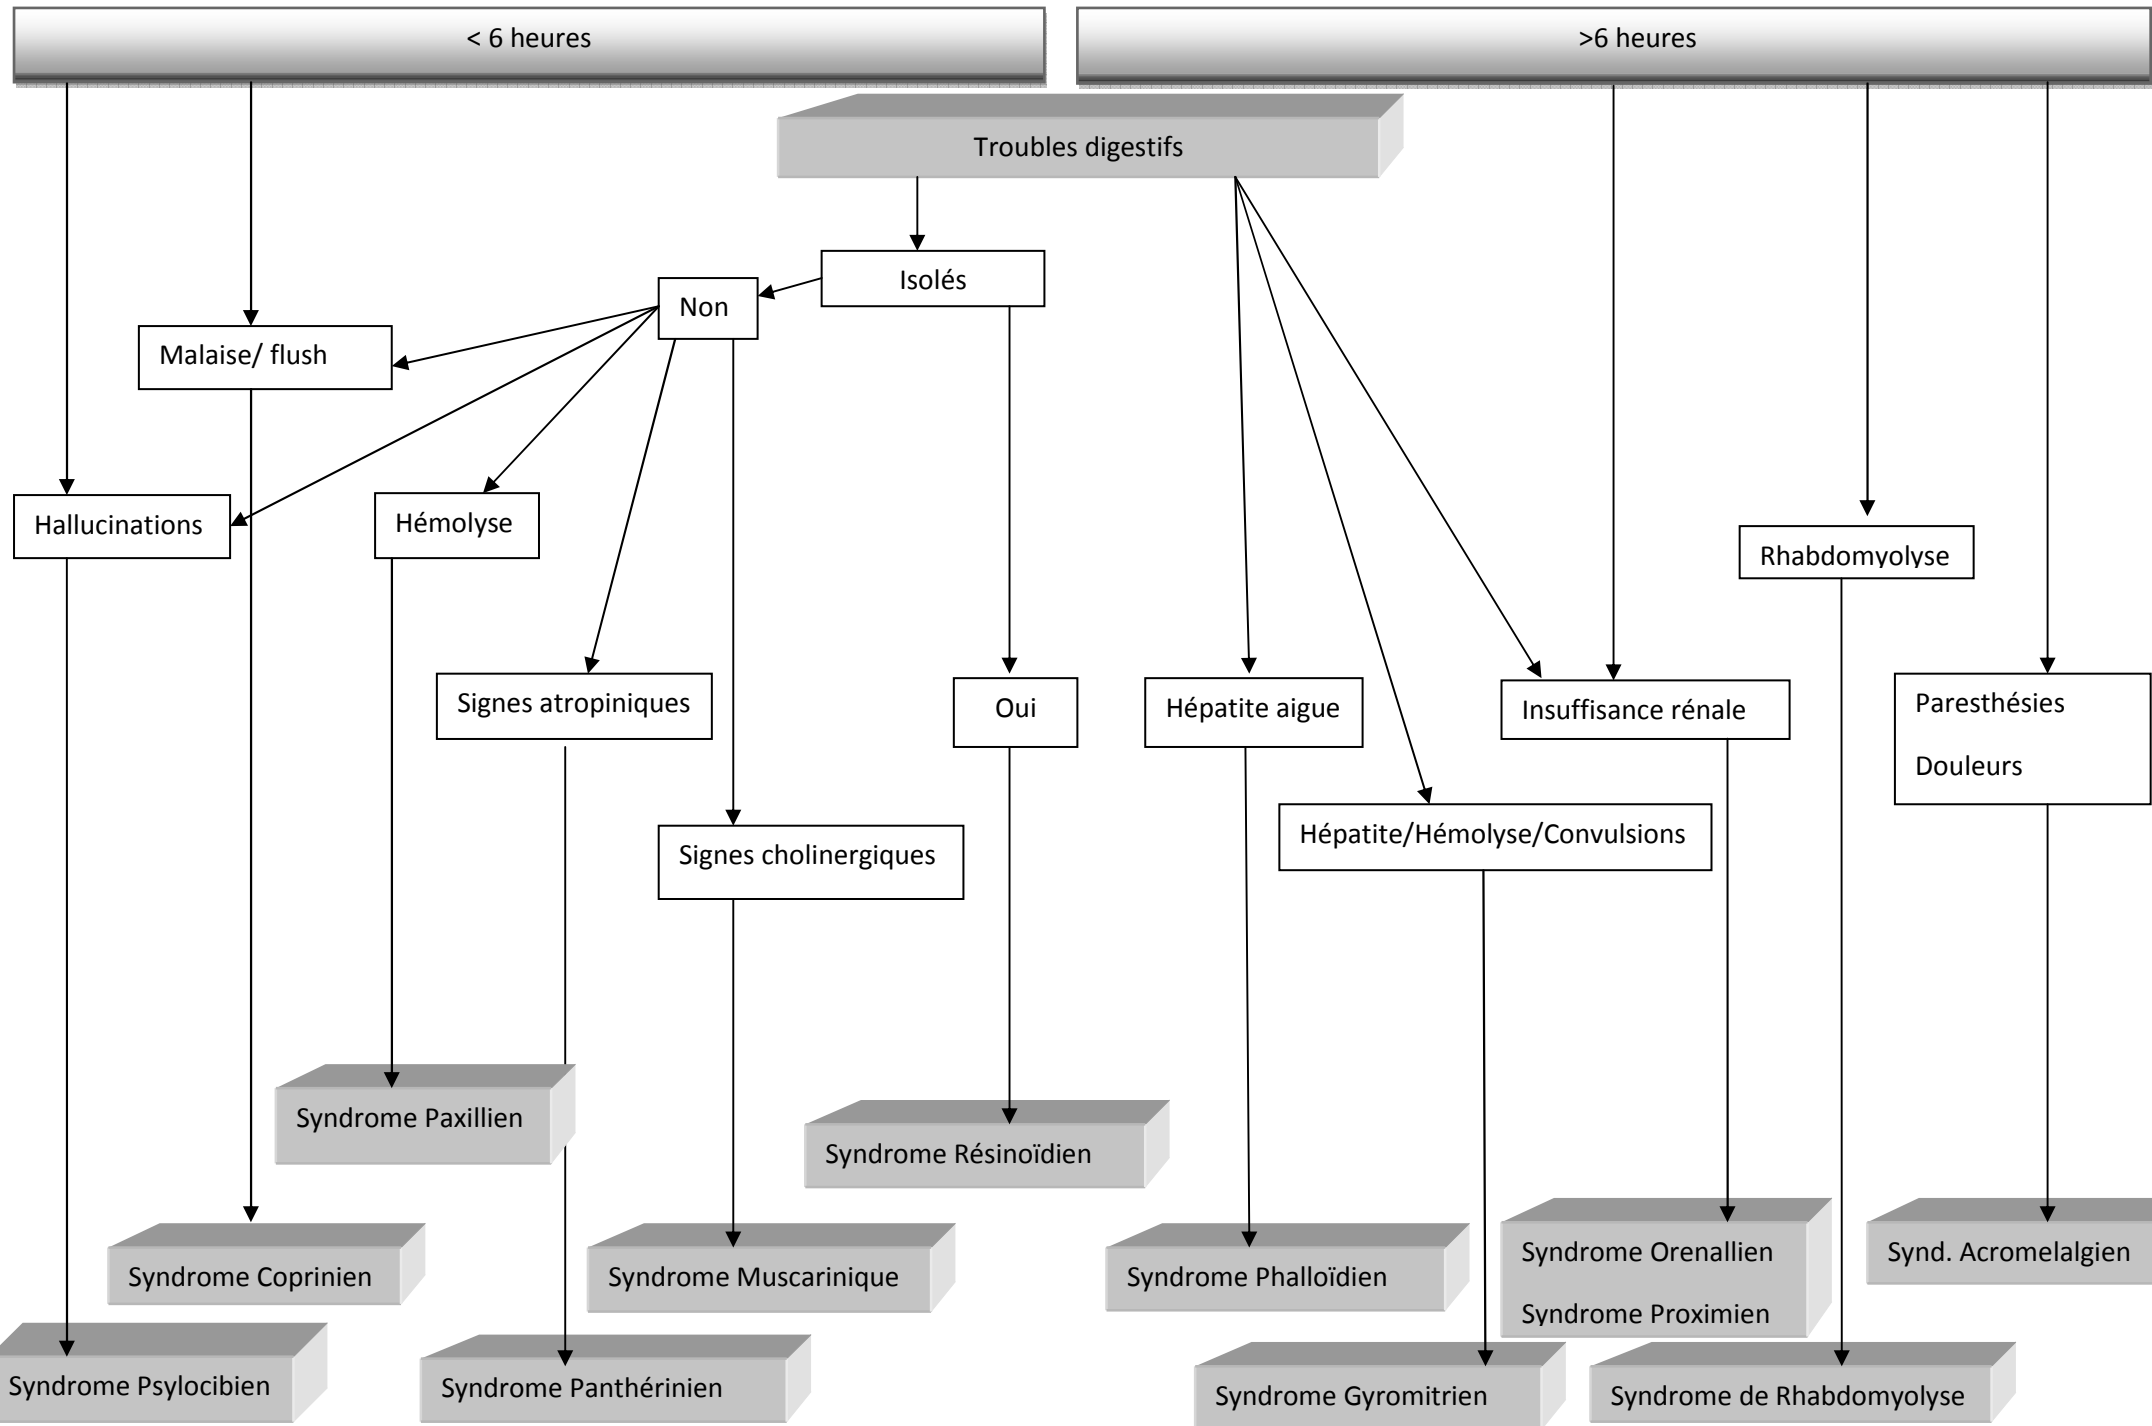 < 6 heures
>6 heures
Troubles digestifs
Isolés
Non
Malaise/ flush
Hallucinations
Hémolyse
Rhabdomyolyse
Signes atropiniques
Oui
Hépatite aigue
Insuffisance rénale
Paresthésies
Douleurs
Signes cholinergiques
Hépatite/Hémolyse/Convulsions
Syndrome Paxillien
Syndrome Résinoïdien
Syndrome Coprinien
Syndrome Muscarinique
Syndrome Phalloïdien
Syndrome Orenallien
Syndrome Proximien
Synd. Acromelalgien
Syndrome Psylocibien
Syndrome Panthérinien
Syndrome Gyromitrien
Syndrome de Rhabdomyolyse